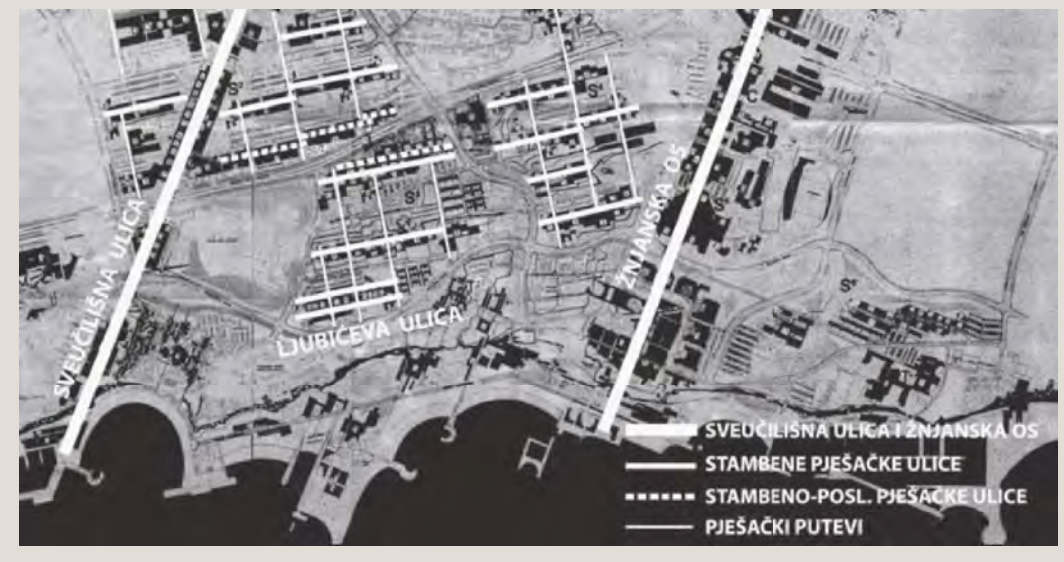 SVEUČILIŠNA ULICA
LJUBIĆEVA ULICA
ŽNJANSKA OS
C
SVEUČILIŠNA ULICA I ŽNJANSKA OS
STAMBENE PJEŠAČKE ULICE
STAMBENO-POSL. PJEŠAČKE ULICE
PJEŠAČKI PUTEVI